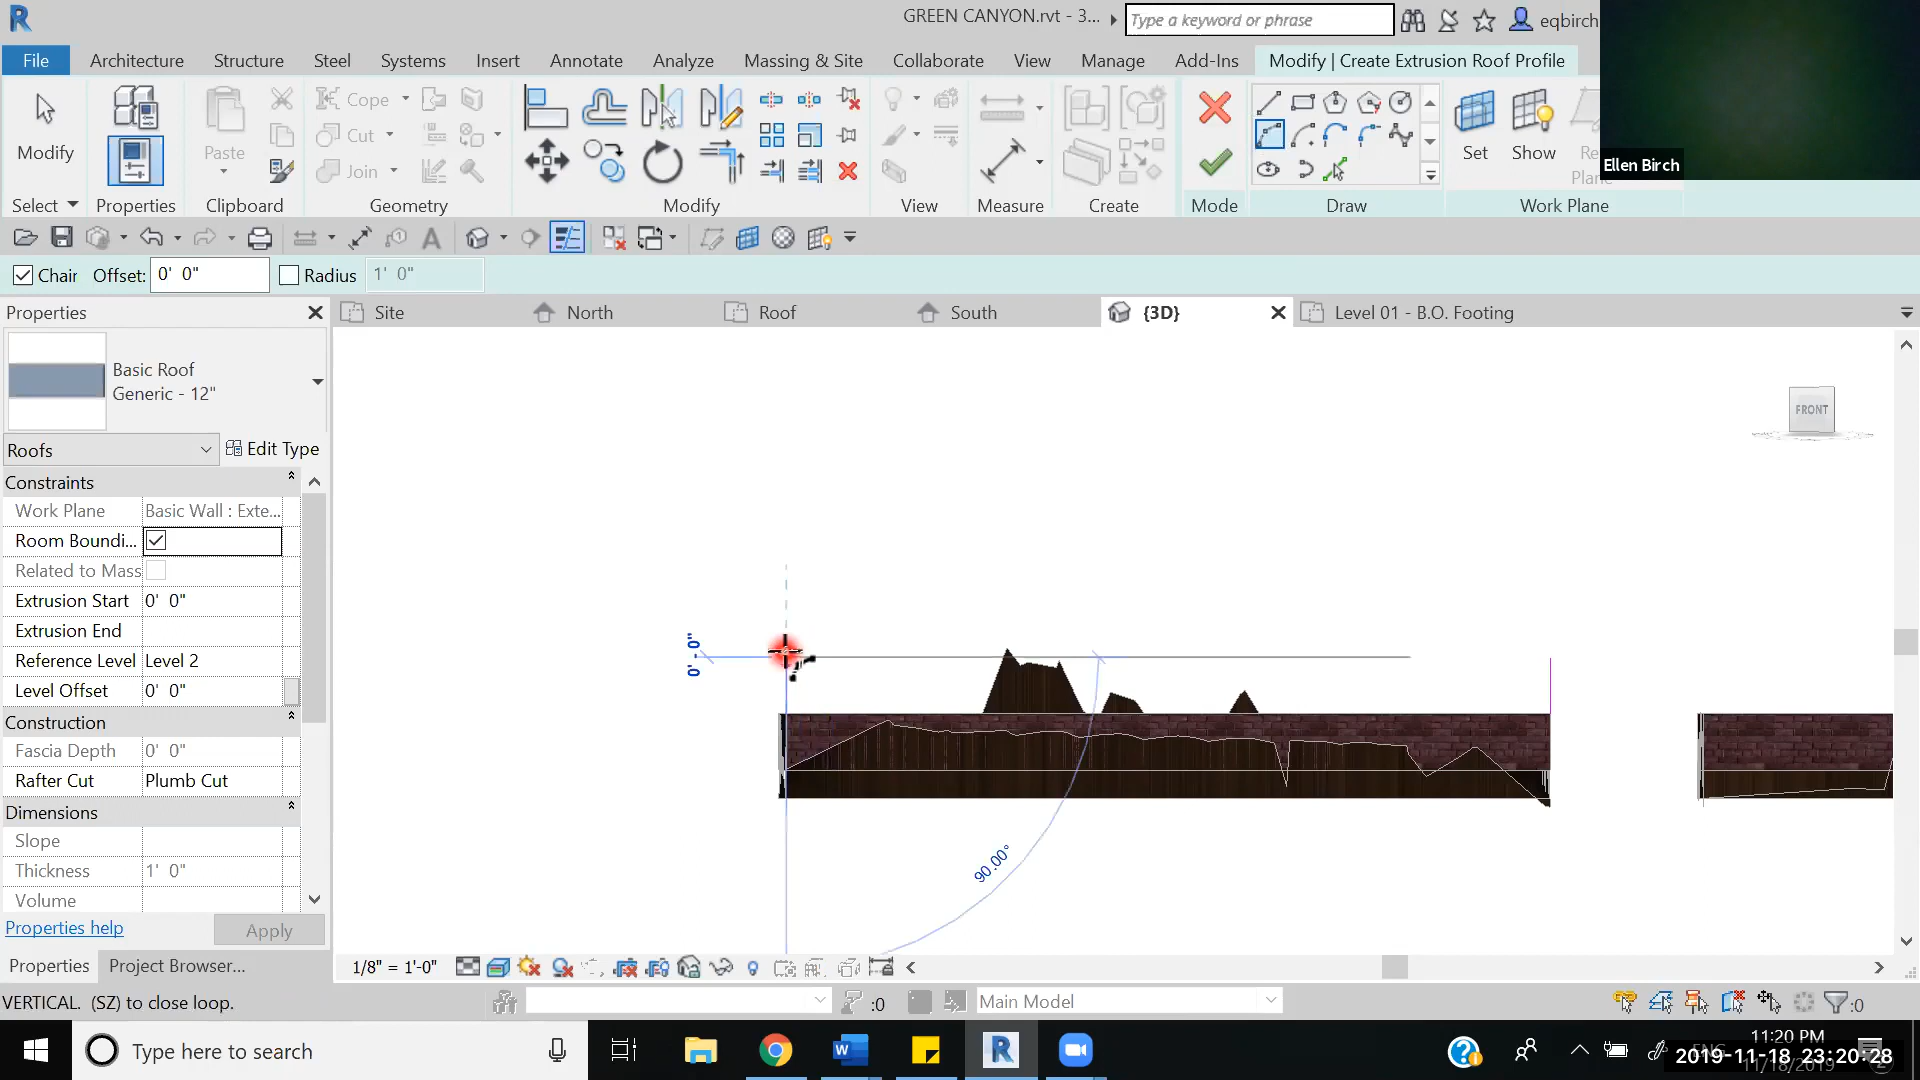 GREEN CANYON.rvt - 3...
Type a keyword or phrase
eqbirch
File
Architecture
Structure
Steel
Systems
Insert
Annotate
Analyze
Massing & Site
Collaborate
View
Manage
Add-Ins
Modify | Create Extrusion Roof Profile
Modify
Paste
Cope
Cut
Join
Set
Show
Re
Plane
Ellen Birch
Select
Properties
Clipboard
Geometry
Modify
View
Measure
Create
Mode
Draw
Work Plane
Chair
Offset: 0' 0"
Radius 1' 0"
Properties
Site
North
Roof
South
{3D}
Level 01 - B.O. Footing
Basic Roof
Generic - 12"
Roofs
Edit Type
Constraints
Work Plane Basic Wall : Exte...
Room Boundi...
Related to Mass
Extrusion Start 0' 0"
Extrusion End
Reference Level Level 2
Level Offset 0' 0"
Construction
Fascia Depth 0' 0"
Rafter Cut Plumb Cut
Dimensions
Slope
Thickness 1' 0"
Volume
Properties help
Apply
FRONT
0' - 0"
90.00°
Properties
Project Browser...
1/8" = 1'-0"
VERTICAL. (SZ) to close loop.
:0
Main Model
:0
Type here to search
11:20 PM
2019-11-18 23:20:28